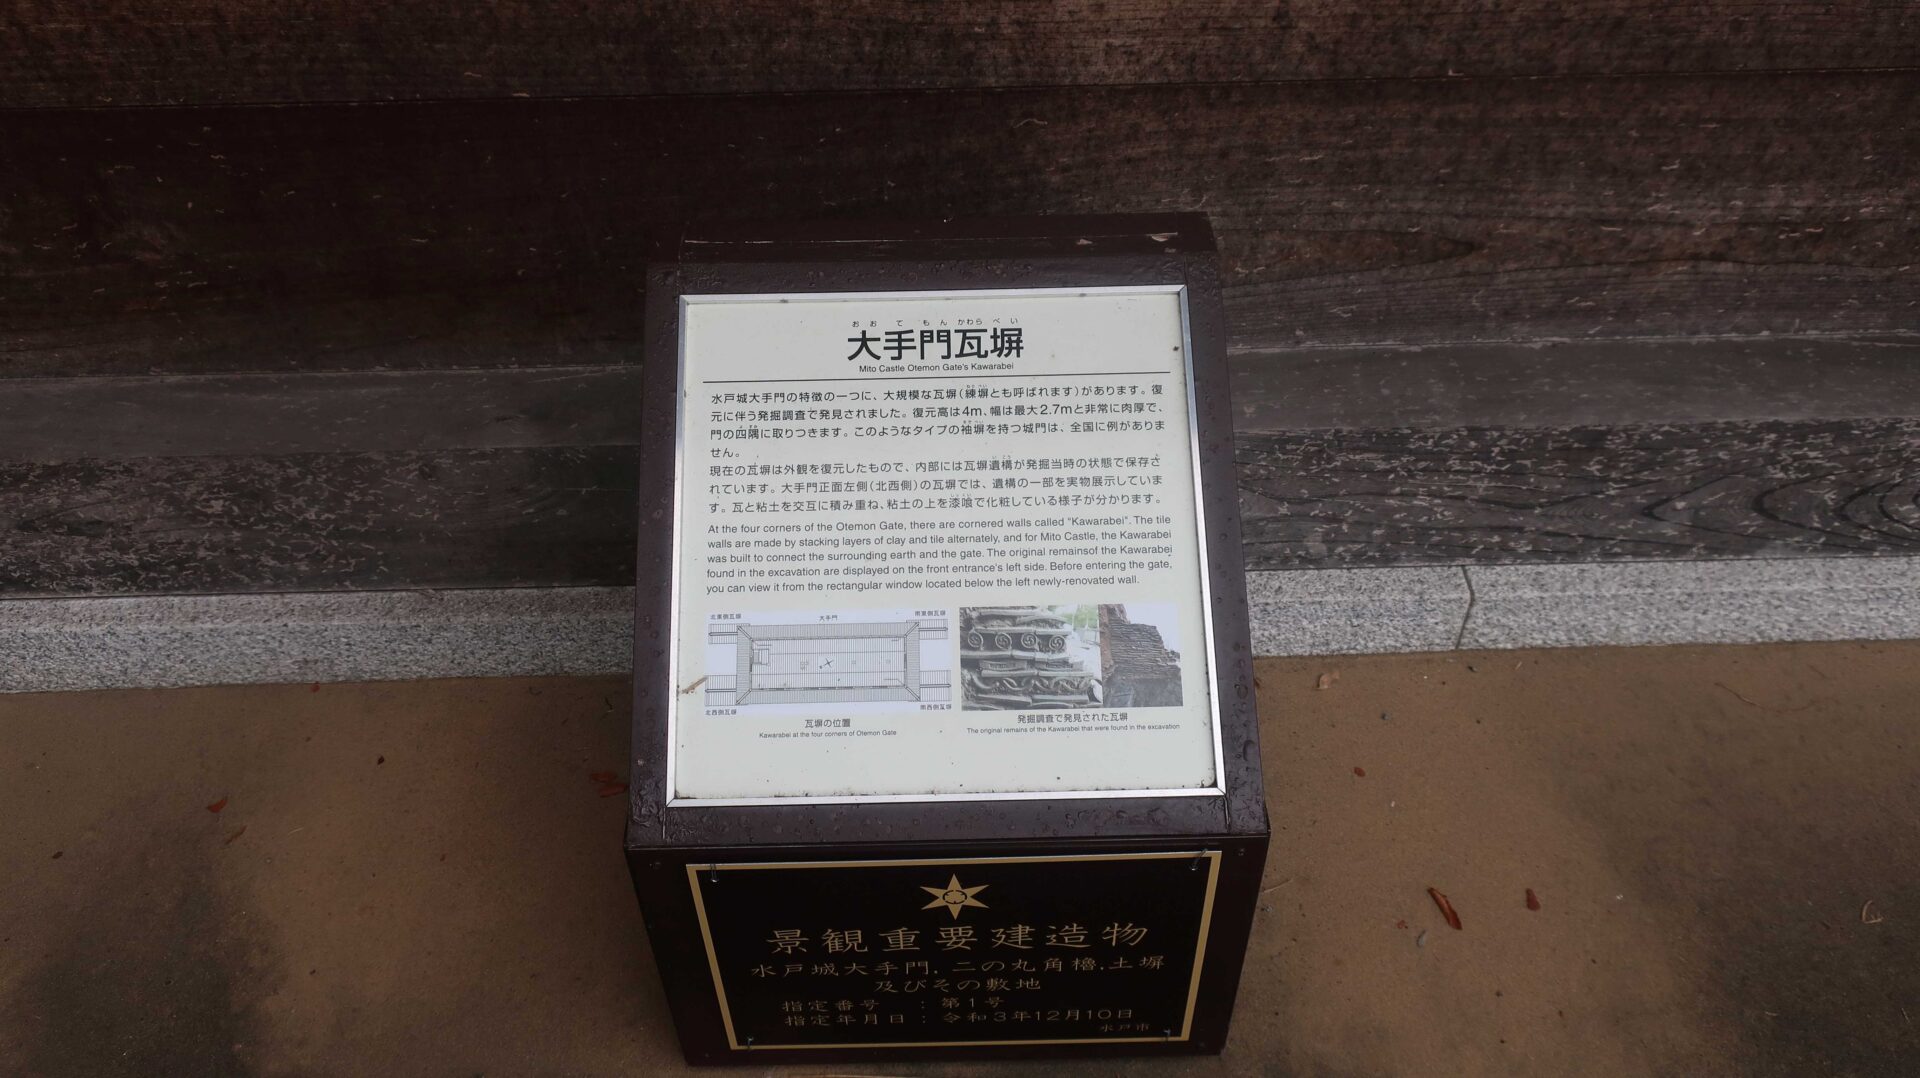 おおてもんかわらべい
大手門瓦塀
Mito Castle Otemon Gate's Kawarabei
水戸城大手門の特徴の一つに、大規模な瓦塀(練塀とも呼ばれます)があります。復
元に伴う発掘調査で発見されました。復元高は4m、幅は最大2.7mと非常に肉厚で、
門の四隅に取りつきます。このようなタイプの袖塀を持つ城門は、全国に例がありま
せん。
現在の瓦塀は外観を復元したもので、内部には瓦塀遺構が発掘当時の状態で保存さ
れています。大手門正面左側(北西側)の瓦塀では、遺構の一部を実物展示していま
す。瓦と粘土を交互に積み重ね、粘土の上を漆喰で化粧している様子が分かります。
At the four corners of the Otemon Gate, there are cornered walls called "Kawarabei". The tile
walls are made by stacking layers of clay and tile alternately, and for Mito Castle, the Kawarabei
was built to connect the surrounding earth and the gate. The original remainsof the Kawarabei
found in the excavation are displayed on the front entrance's left side. Before entering the gate,
you can view it from the rectangular window located below the left newly-renovated wall.
北東側瓦塀
大手門
南東側瓦塀
北西側瓦塀
南西側瓦塀
瓦塀の位置
Kawarabei at the four corners of Otemon Gate
発掘調査で発見された瓦塀
The original remains of the Kawarabei that were found in the excavation
景観重要建造物
水戸城大手門,二の丸角櫓,土塀
及びその敷地
指定番号 : 第1号
指定年月日 : 令和3年12月10日
水戸市